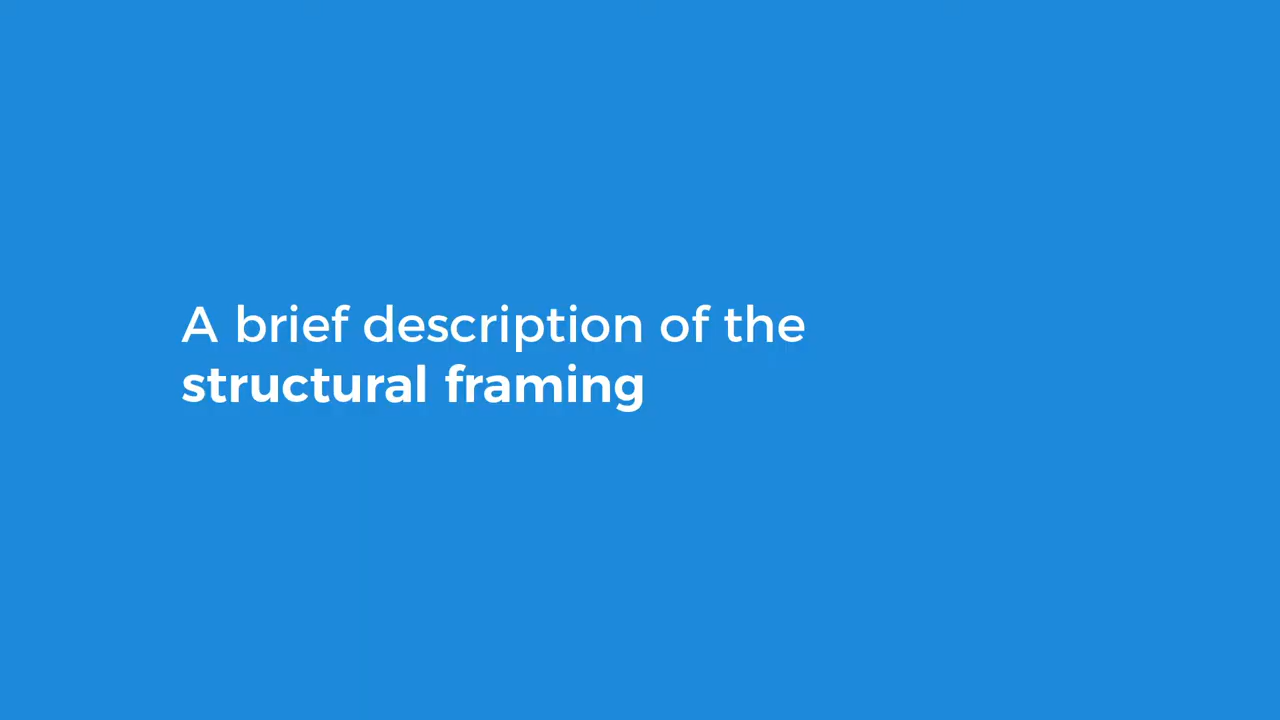 A brief description of the
structural framing